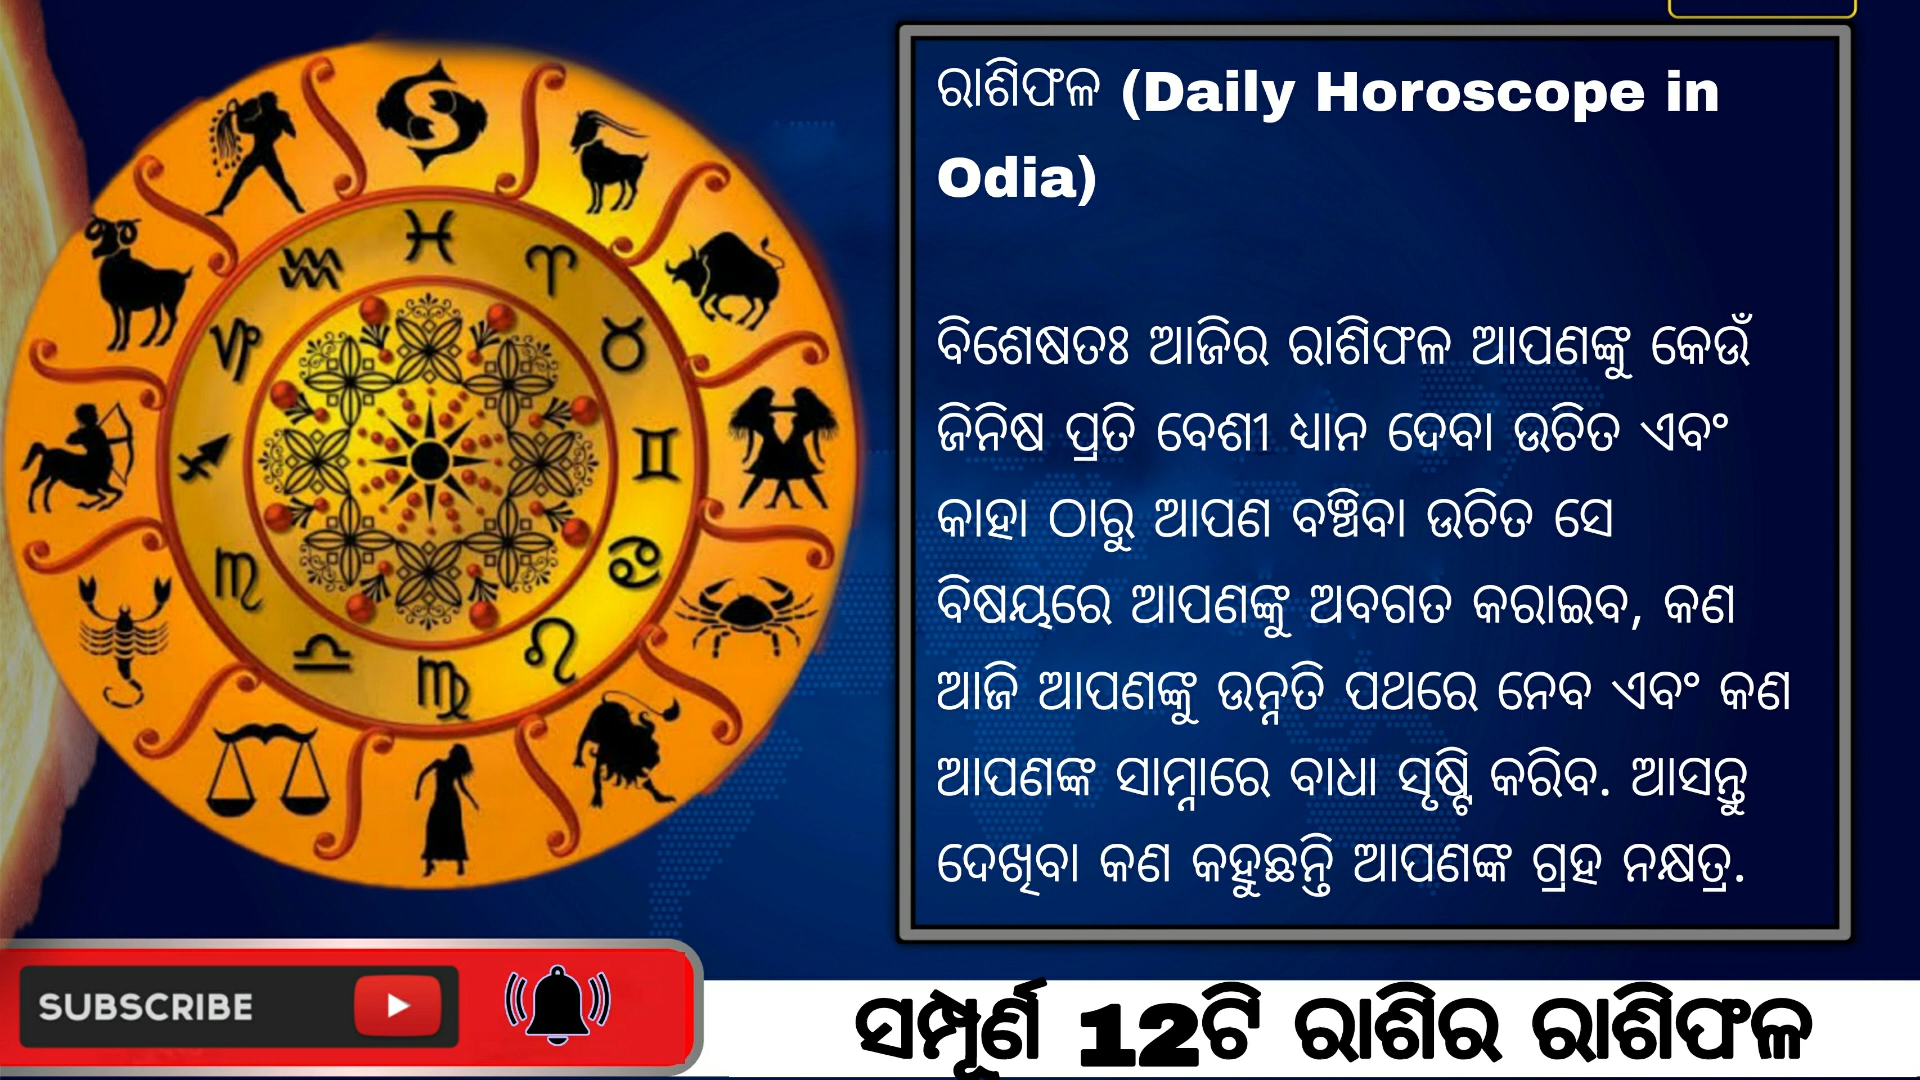 ରାଶିଫଳ (Daily Horoscope in
Odia)
ବିଶେଷତଃ ଆଜିର ରାଶିଫଳ ଆପଣଙ୍କୁ କେଉଁ
ଜିନିଷ ପ୍ରତି ବେଶୀ ଧ୍ୟାନ ଦେବା ଉଚିତ ଏବଂ
କାହା ଠାରୁ ଆପଣ ବଞ୍ଚିବା ଉଚିତ ସେ
ବିଷୟରେ ଆପଣଙ୍କୁ ଅବଗତ କରାଇବ, କଣ
ଆଜି ଆପଣଙ୍କୁ ଉନ୍ନତି ପଥରେ ନେବ ଏବଂ କଣ
ଆପଣଙ୍କ ସାମ୍ନାରେ ବାଧା ସୃଷ୍ଟି କରିବ. ଆସନ୍ତୁ
ଦେଖିବା କଣ କହୁଛନ୍ତି ଆପଣଙ୍କ ଗ୍ରହ ନକ୍ଷତ୍ର.
SUBSCRIBE
ସମ୍ପୂର୍ଣ 12ଟି ରାଶିର ରାଶିଫଳ